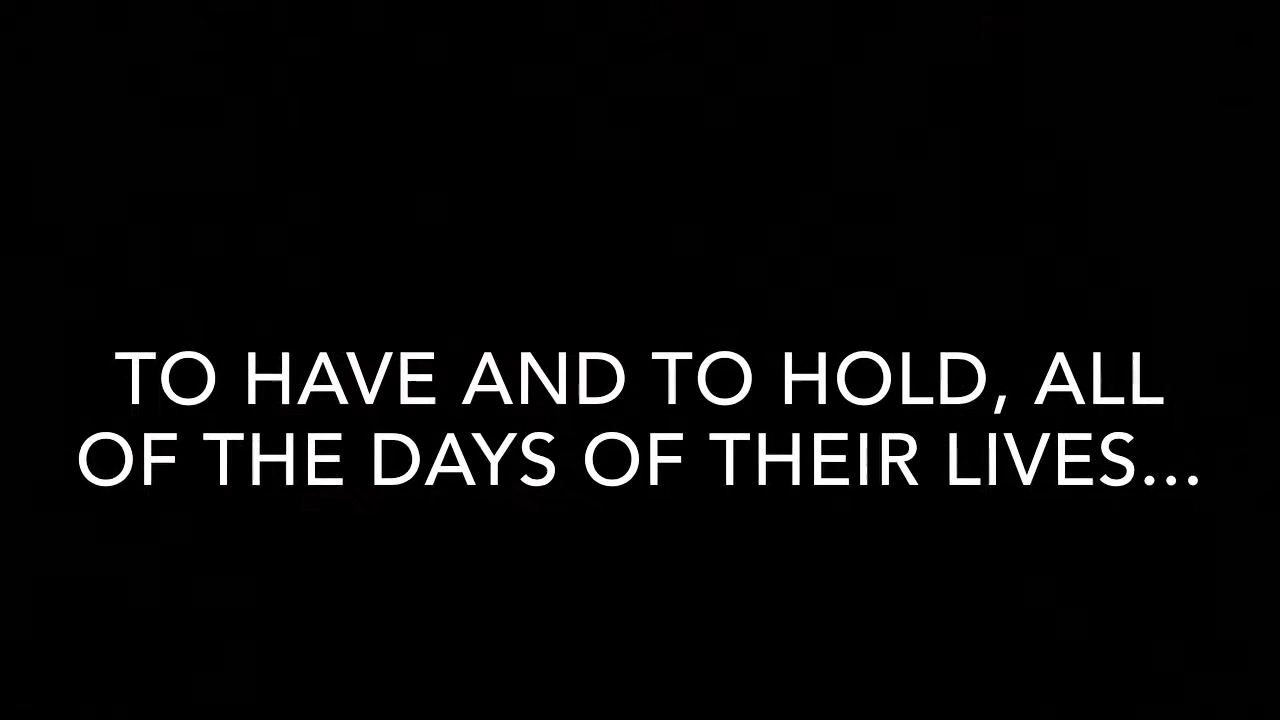 TO HAVE AND TO HOLD, ALL
OF THE DAYS OF THEIR LIVES...